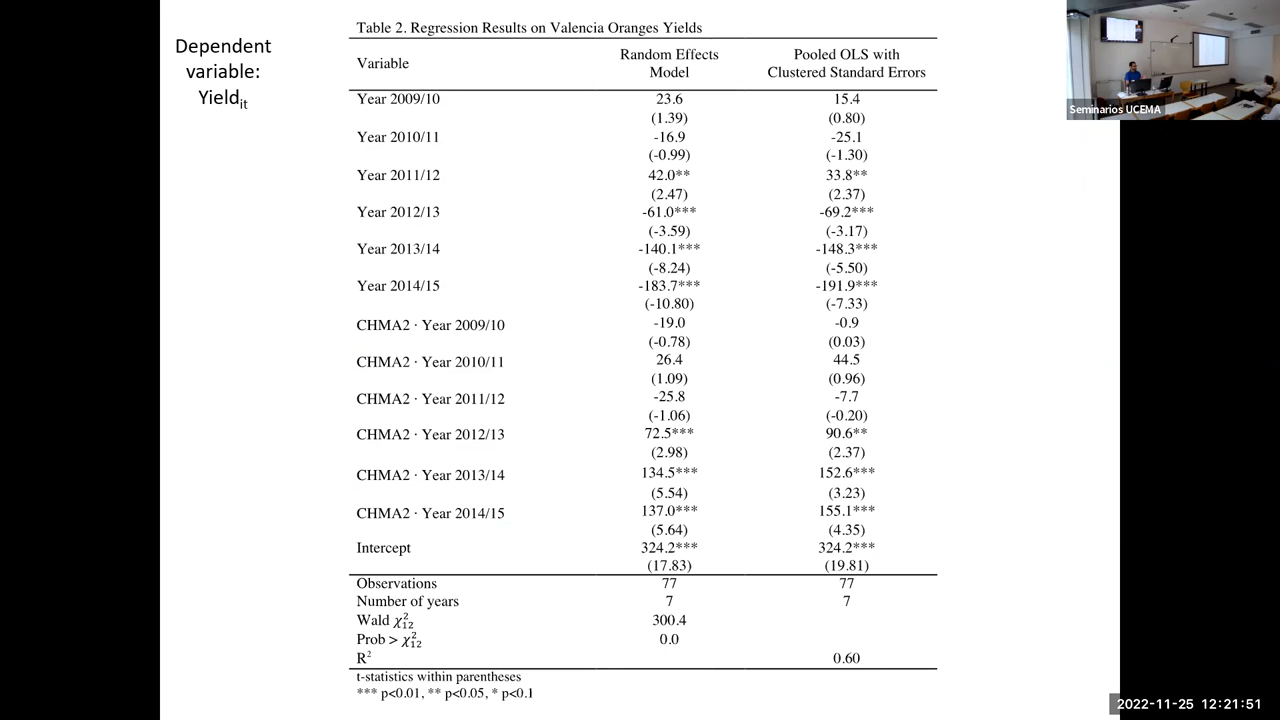 Dependent
variable:
Yield_it
Table 2. Regression Results on Valencia Oranges Yields
Variable Random Effects Model Pooled OLS with Clustered Standard Errors
Year 2009/10 23.6 15.4
(1.39) (0.80)
Year 2010/11 -16.9 -25.1
(-0.99) (-1.30)
Year 2011/12 42.0** 33.8**
(2.47) (2.37)
Year 2012/13 -61.0*** -69.2***
(-3.59) (-3.17)
Year 2013/14 -140.1*** -148.3***
(-8.24) (-5.50)
Year 2014/15 -183.7*** -191.9***
(-10.80) (-7.33)
CHMA2 · Year 2009/10 -19.0 -0.9
(-0.78) (0.03)
CHMA2 · Year 2010/11 26.4 44.5
(1.09) (0.96)
CHMA2 · Year 2011/12 -25.8 -7.7
(-1.06) (-0.20)
CHMA2 · Year 2012/13 72.5*** 90.6**
(2.98) (2.37)
CHMA2 · Year 2013/14 134.5*** 152.6***
(5.54) (3.23)
CHMA2 · Year 2014/15 137.0*** 155.1***
(5.64) (4.35)
Intercept 324.2*** 324.2***
(17.83) (19.81)
Observations 77 77
Number of years 7 7
Wald χ²₁₂ 300.4
Prob > χ²₁₂ 0.0
R² 0.60
t-statistics within parentheses
*** p<0.01, ** p<0.05, * p<0.1
Seminarios UCEMA
2022-11-25 12:21:51